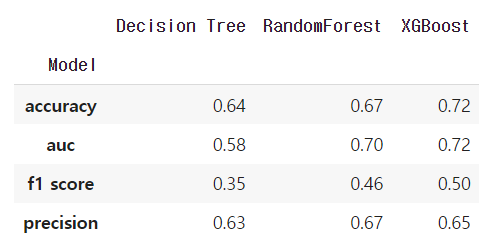 Decision Tree RandomForest XGBoost
Model
accuracy 0.64 0.67 0.72
auc 0.58 0.70 0.72
f1 score 0.35 0.46 0.50
precision 0.63 0.67 0.65